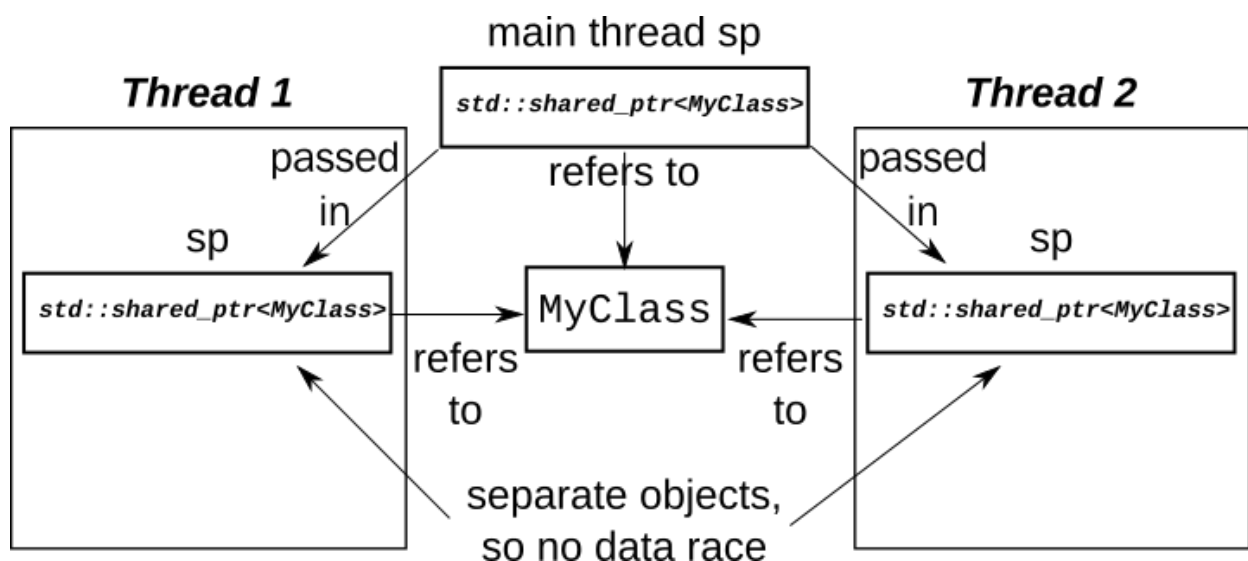 main thread sp
Thread 1
std::shared_ptr<MyClass>
Thread 2
passed
in
refers to
passed
in
sp
sp
std::shared_ptr<MyClass>
MyClass
std::shared_ptr<MyClass>
refers
to
refers
to
separate objects,
so no data race